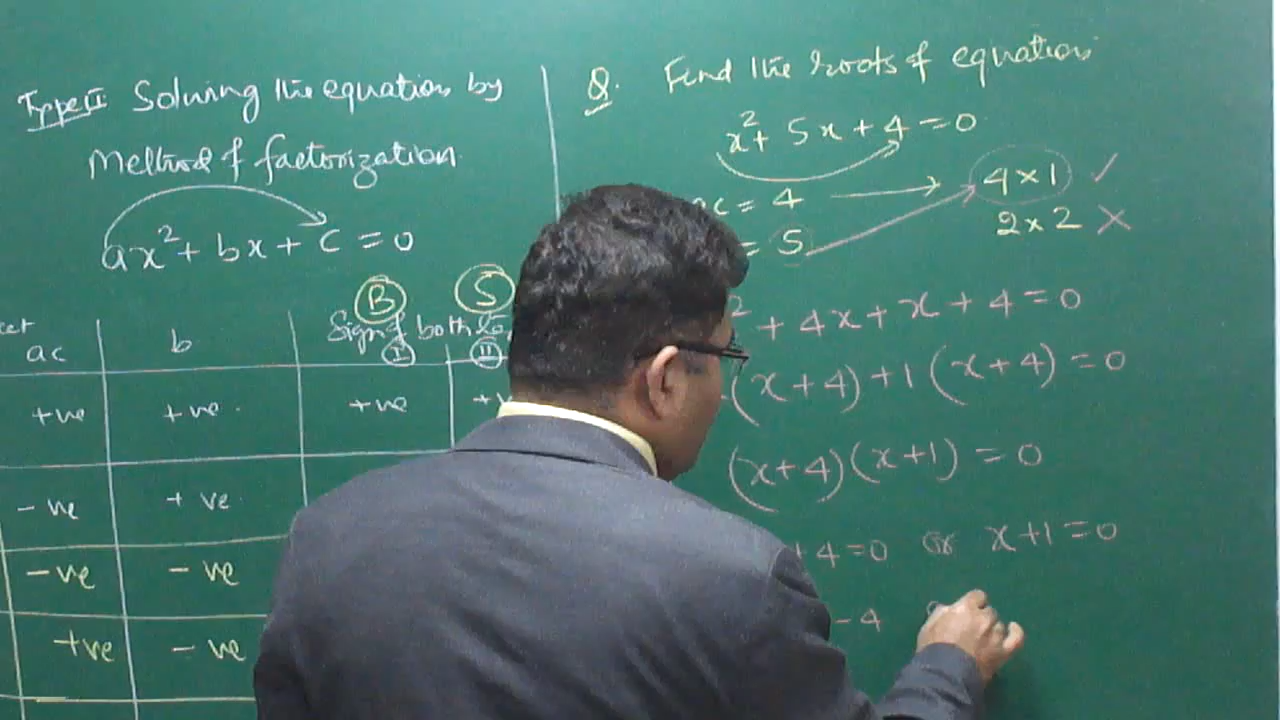 Type II Solving the equation by
Method of factorization
ax²+ bx + c = 0
B S
ac b Sign of both
I II
+ve +ve +ve
-ve + ve
-ve - ve
+ve - ve
Q. Find the roots of equation
x²+ 5x + 4 = 0
= 4 4 x 1 ✓
= 5 2 x 2 ✗
+ 4x + x + 4 = 0
(x + 4) + 1 (x + 4) = 0
(x + 4) (x + 1) = 0
+ 4 = 0 or x + 1 = 0
- 4